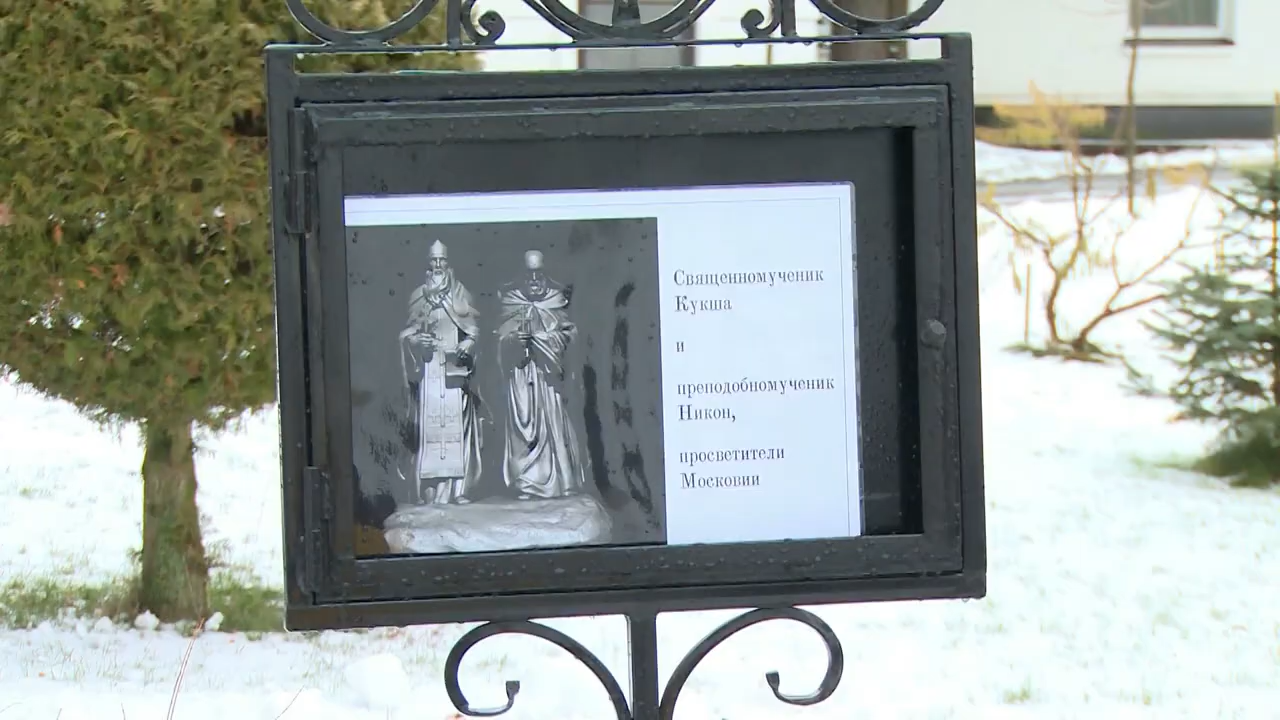 Священномученик
Кукша
и
преподобномученик
Никон,
просветители
Московии